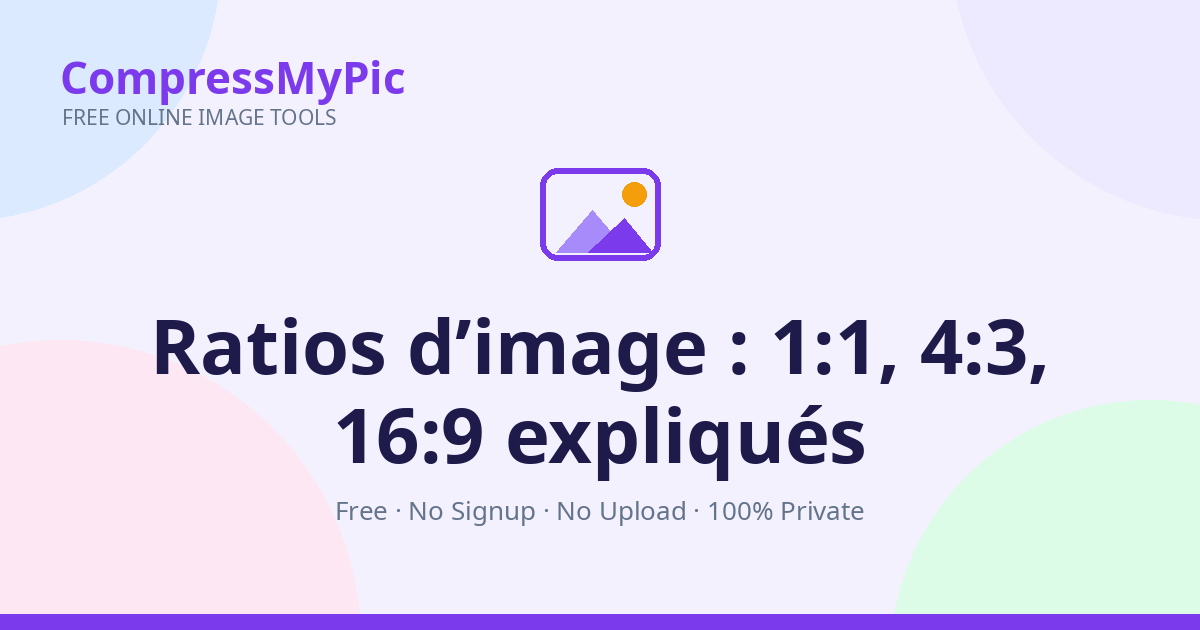 CompressMyPic
FREE ONLINE IMAGE TOOLS
Ratios d’image : 1:1, 4:3,
16:9 expliqués
Free · No Signup · No Upload · 100% Private